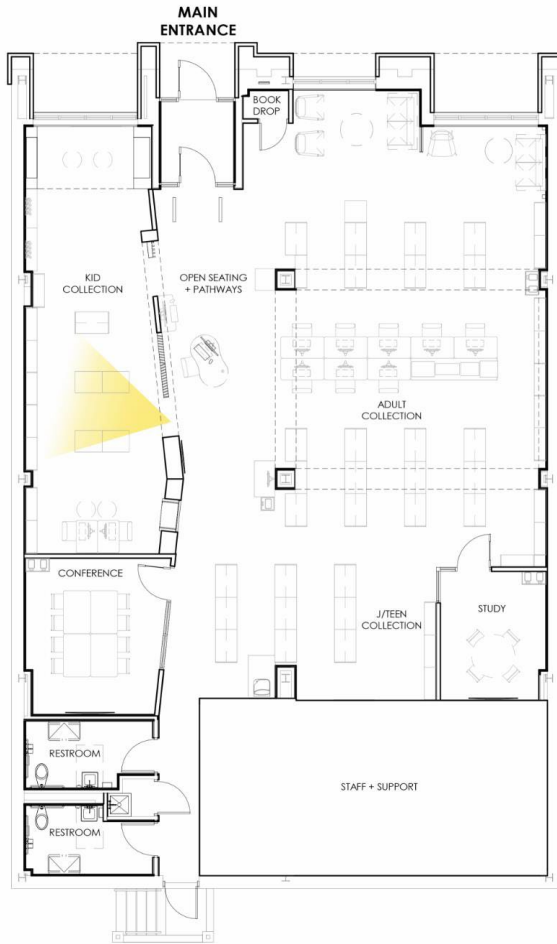 MAIN
ENTRANCE
BOOK
DROP
KID
COLLECTION
OPEN SEATING
+ PATHWAYS
ADULT
COLLECTION
CONFERENCE
J/TEEN
COLLECTION
STUDY
RESTROOM
STAFF + SUPPORT
RESTROOM